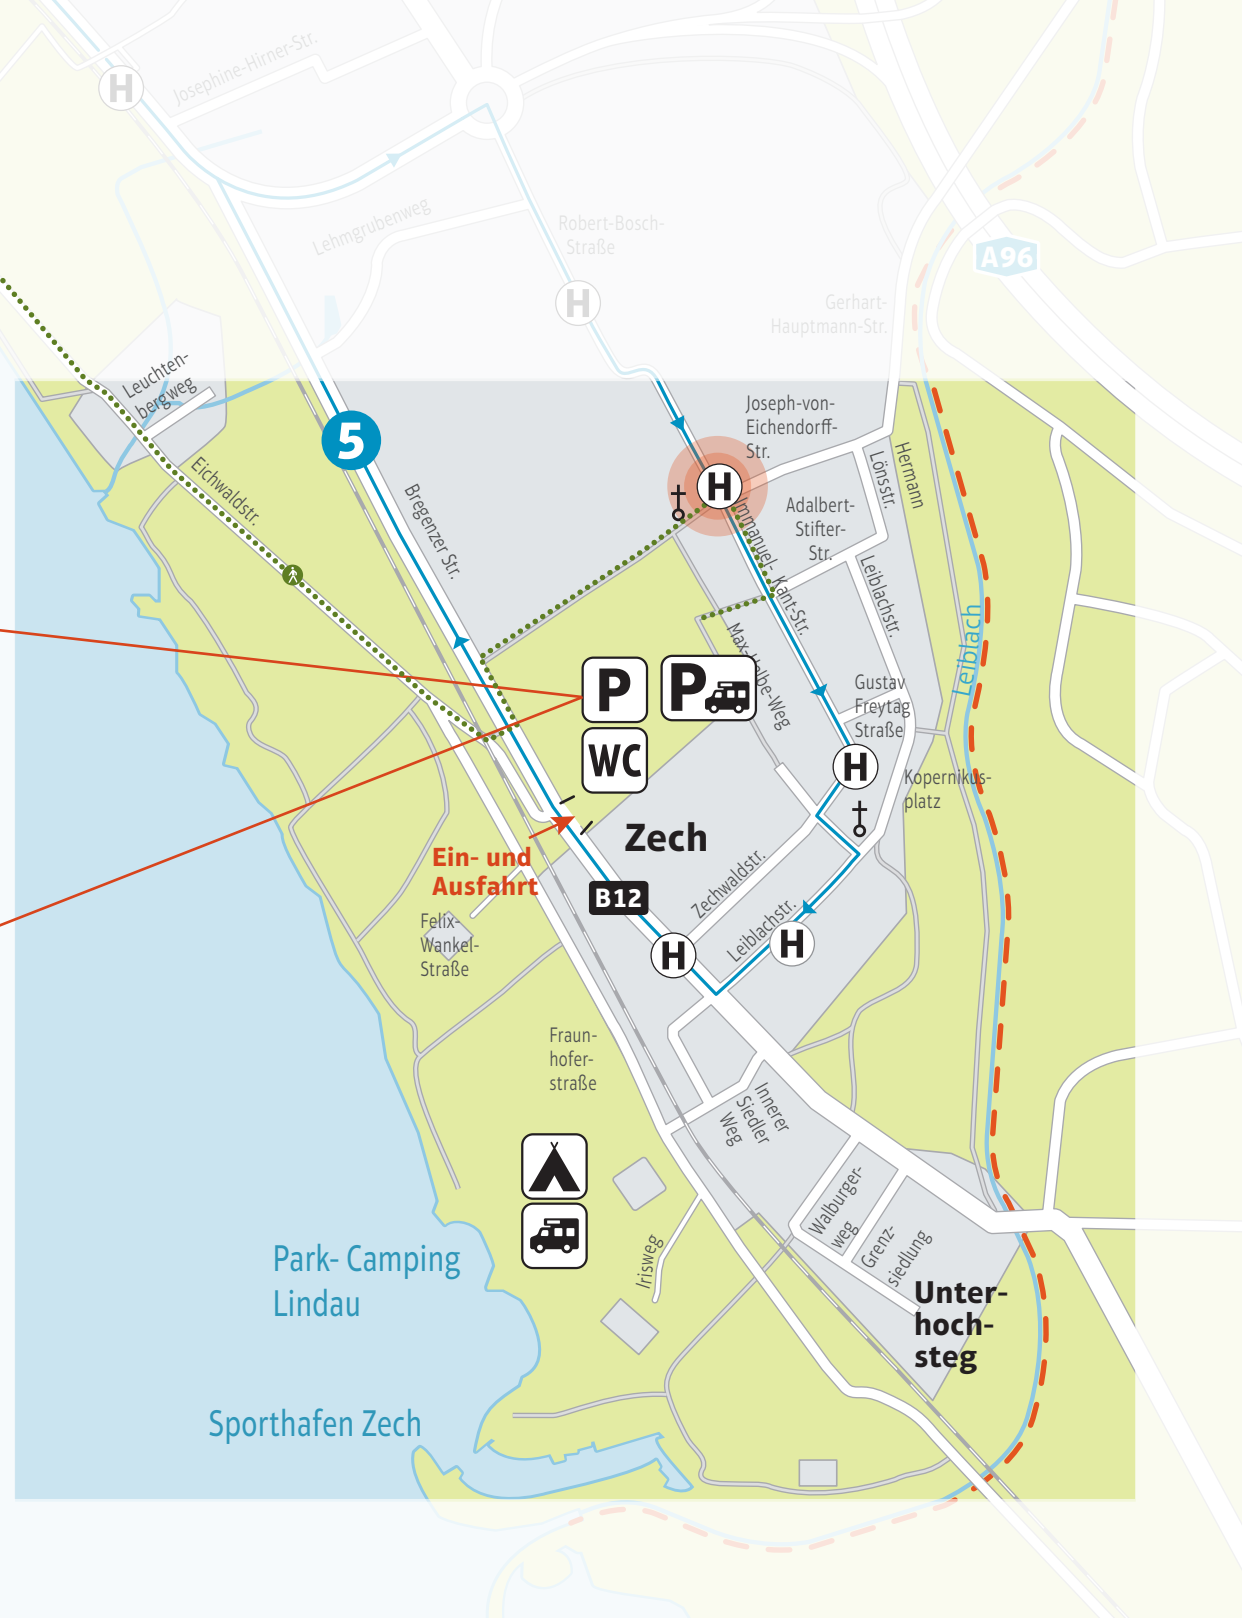 H
Josephine-Hirner-Str.
Lehmgrubenweg
Robert-Bosch-
Straße
A96
H
Gerhart-
Hauptmann-Str.
Leuchten-
bergweg
Joseph-von-
Eichendorff-
Str.
5
Eichwaldstr.
Bregenzer Str.
H
Lönsstr.
Hermann
Adalbert-
Stifter-
Str.
Immanuel- Kant-Str.
Leiblachstr.
Leiblach
Max-Halbe-Weg
P
P
Gustav
Freytag
Straße
WC
H
Kopernikus-
platz
Zech
Ein- und
Ausfahrt
B12
Zechwaldstr.
Leiblachstr.
Felix-
Wankel-
Straße
H
H
Fraun-
hofer-
straße
Innerer
Siedler
Weg
Walburger-
weg
Grenz-
siedlung
Irisweg
Park- Camping
Lindau
Unter-
hoch-
steg
Sporthafen Zech